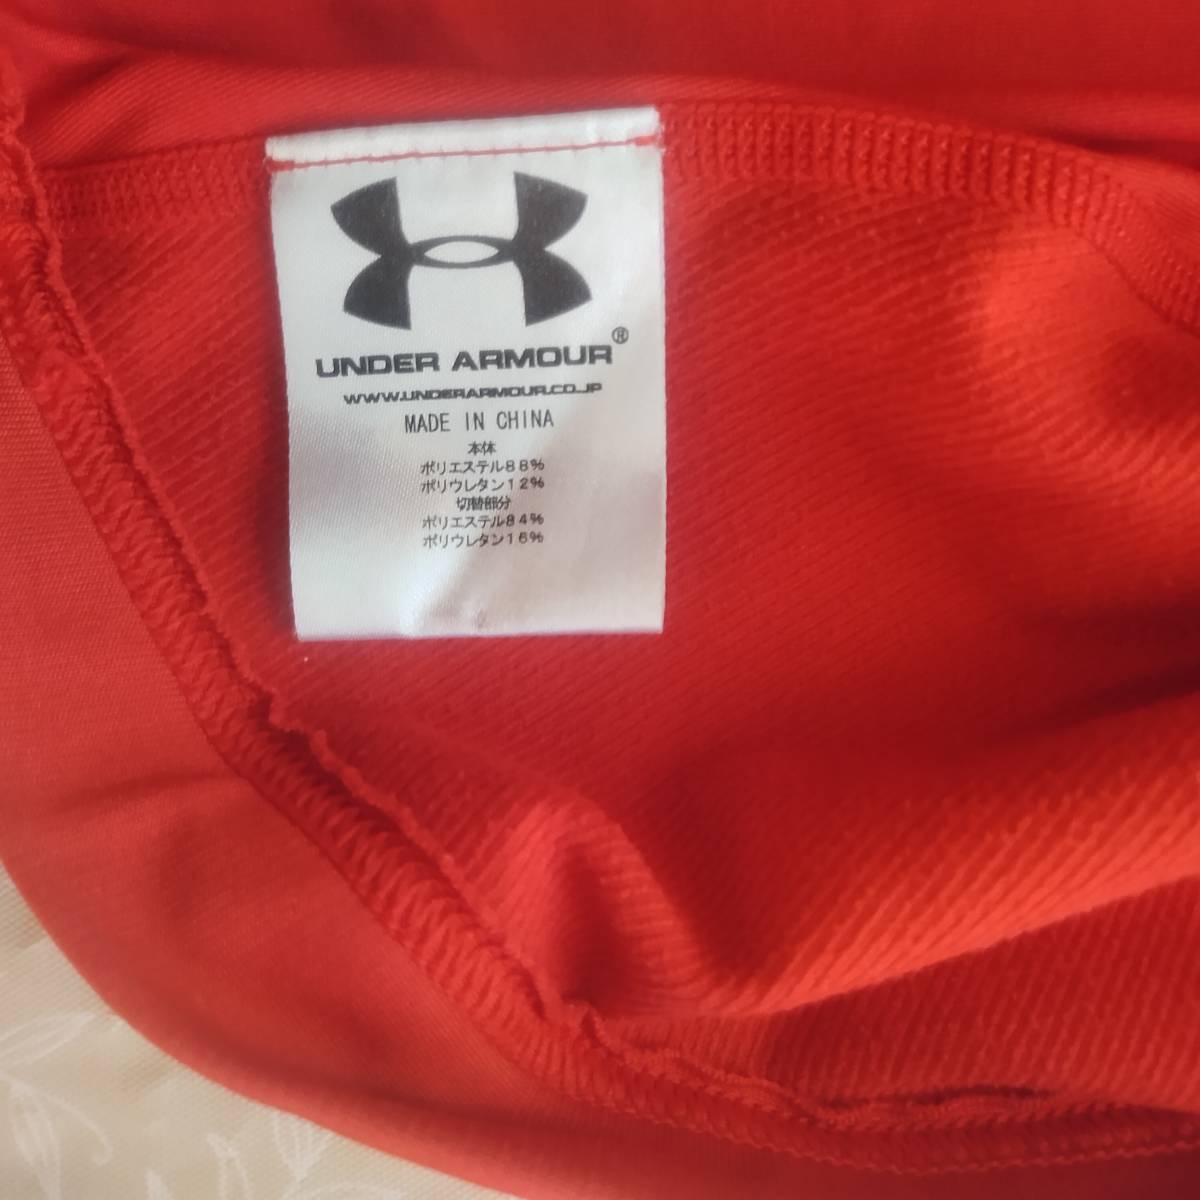 UNDER ARMOUR®
WWW.UNDERARMOUR.CO.JP
MADE IN CHINA
本体
ポリエステル88%
ポリウレタン12%
切替部分
ポリエステル84%
ポリウレタン16%